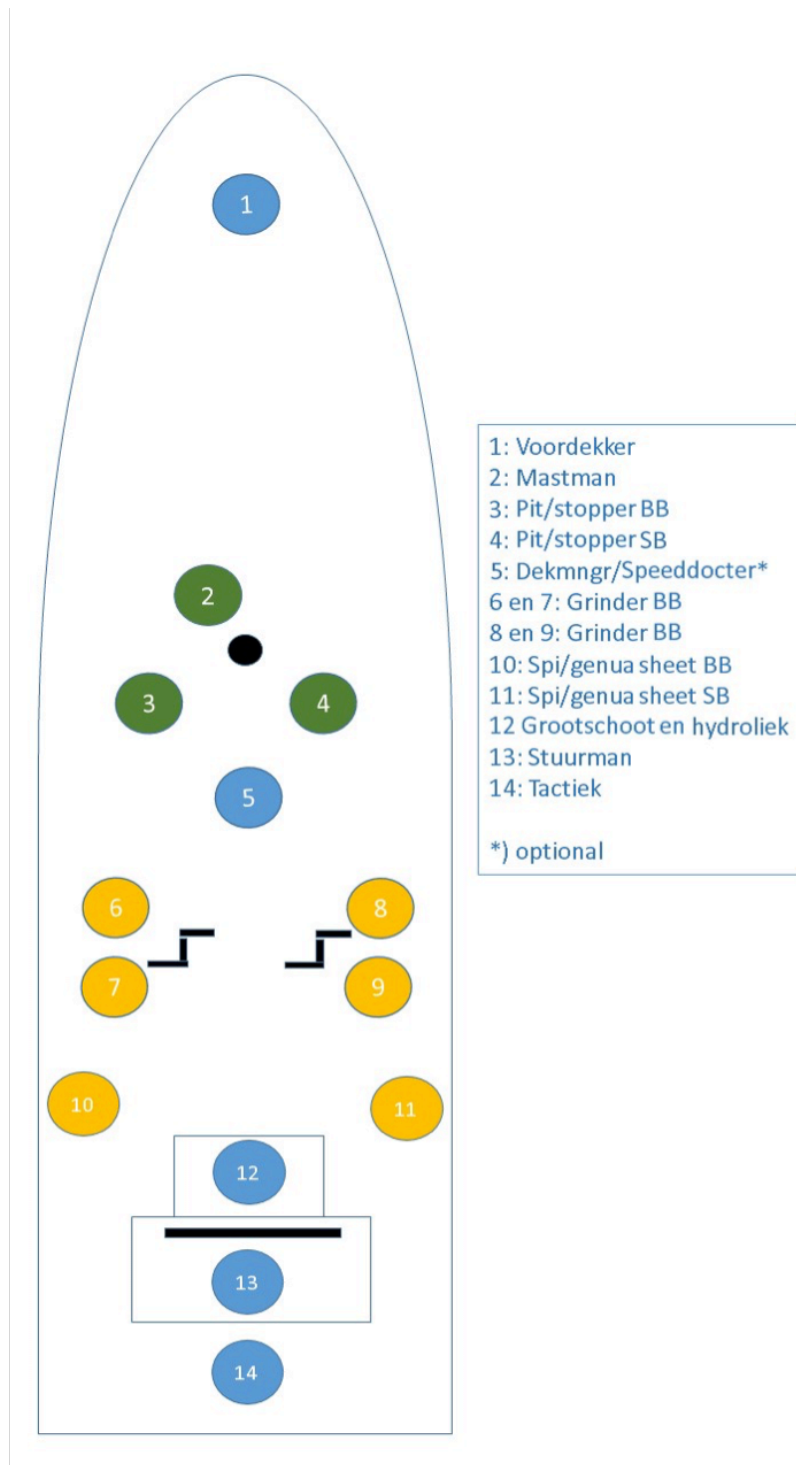 1
2
3
4
5
6
8
7
9
10
11
12
13
14
1: Voordekker
2: Mastman
3: Pit/stopper BB
4: Pit/stopper SB
5: Dekmngr/Speeddocter*
6 en 7: Grinder BB
8 en 9: Grinder BB
10: Spi/genua sheet BB
11: Spi/genua sheet SB
12 Grootschoot en hydroliek
13: Stuurman
14: Tactiek
*) optional